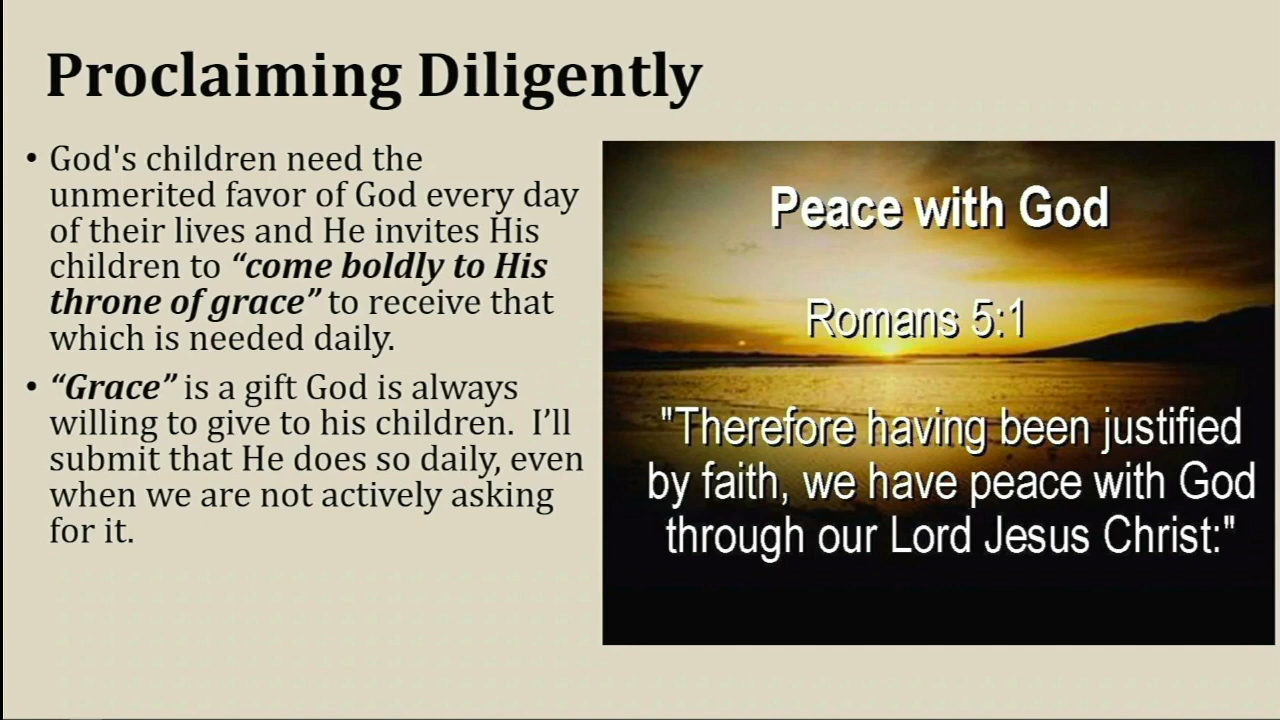 Proclaiming Diligently
• God's children need the
unmerited favor of God every day
of their lives and He invites His
children to “come boldly to His
throne of grace” to receive that
which is needed daily.
• “Grace” is a gift God is always
willing to give to his children.  I’ll
submit that He does so daily, even
when we are not actively asking
for it.
Peace with God
Romans 5:1
"Therefore having been justified
by faith, we have peace with God
through our Lord Jesus Christ:"